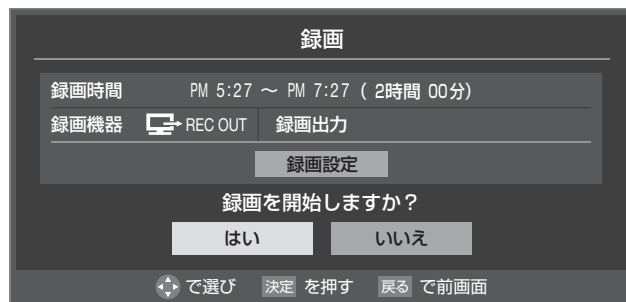 録画
録画時間 PM 5:27 ～ PM 7:27 ( 2時間 00分)
録画機器 REC OUT 録画出力
録画設定
録画を開始しますか？
はい いいえ
で選び 決定 を押す 戻る で前画面